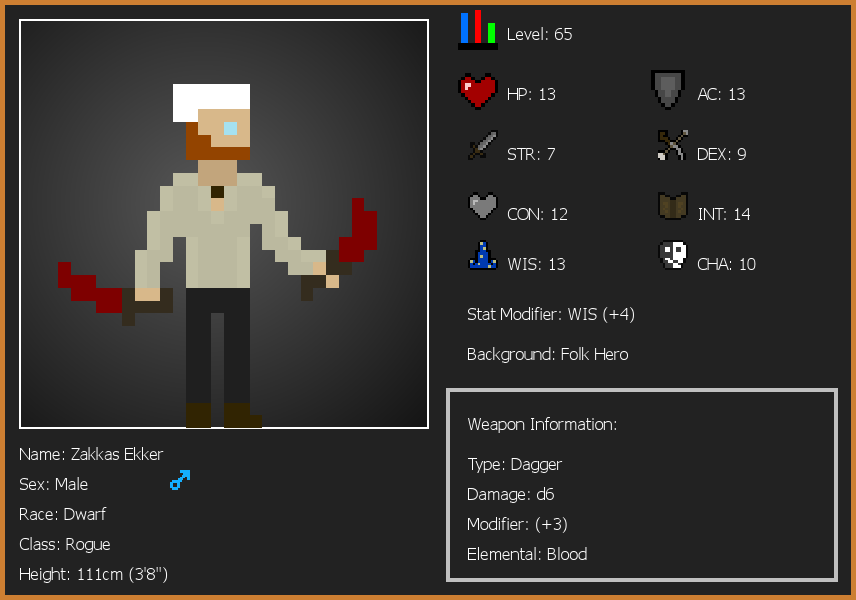 Level: 65
HP: 13
AC: 13
STR: 7
DEX: 9
CON: 12
INT: 14
WIS: 13
CHA: 10
Stat Modifier: WIS (+4)
Background: Folk Hero
Weapon Information:
Type: Dagger
Damage: d6
Modifier: (+3)
Elemental: Blood
Name: Zakkas Ekker
Sex: Male
Race: Dwarf
Class: Rogue
Height: 111cm (3'8")